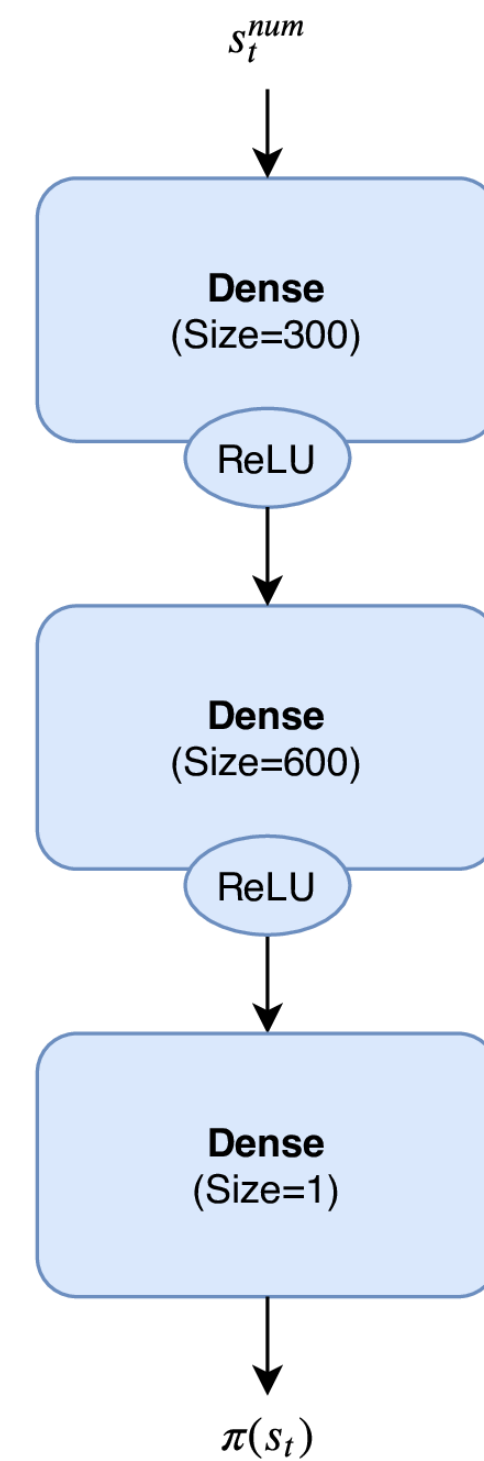 s_t^{num}
Dense
(Size=300)
ReLU
Dense
(Size=600)
ReLU
Dense
(Size=1)
π(s_t)